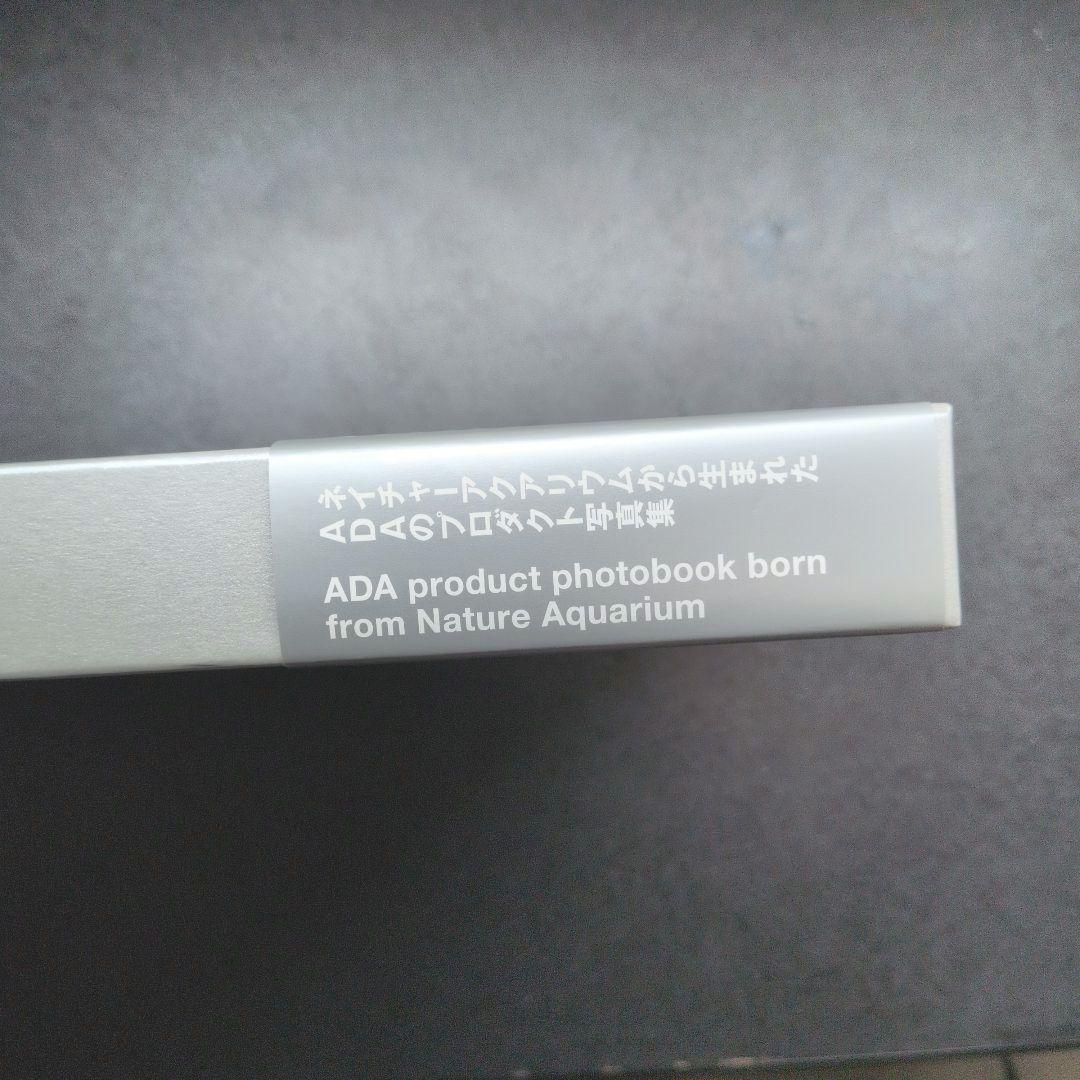 ネイチャーアクアリウムから生まれた
ADAのプロダクト写真集
ADA product photobook born
from Nature Aquarium